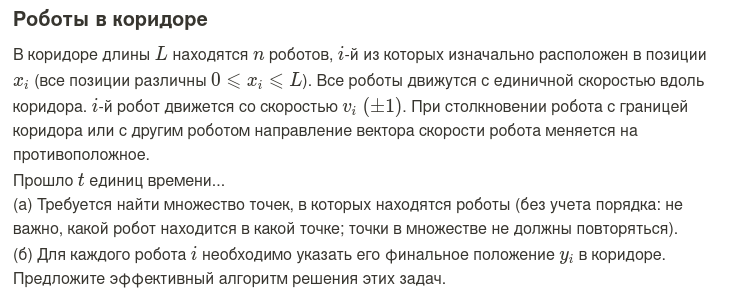 Роботы в коридоре
В коридоре длины L находятся n роботов, i-й из которых изначально расположен в позиции
x_i (все позиции различны 0 ⩽ x_i ⩽ L). Все роботы движутся с единичной скоростью вдоль
коридора. i-й робот движется со скоростью v_i (±1). При столкновении робота с границей
коридора или с другим роботом направление вектора скорости робота меняется на
противоположное.
Прошло t единиц времени...
(а) Требуется найти множество точек, в которых находятся роботы (без учета порядка: не
важно, какой робот находится в какой точке; точки в множестве не должны повторяться).
(б) Для каждого робота i необходимо указать его финальное положение y_i в коридоре.
Предложите эффективный алгоритм решения этих задач.